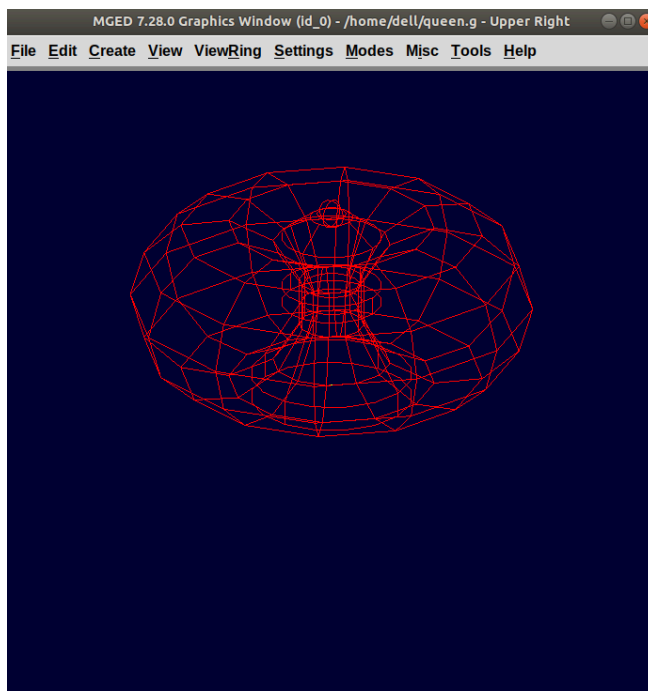 MGED 7.28.0 Graphics Window (id_0) - /home/dell/queen.g - Upper Right
File Edit Create View ViewRing Settings Modes Misc Tools Help